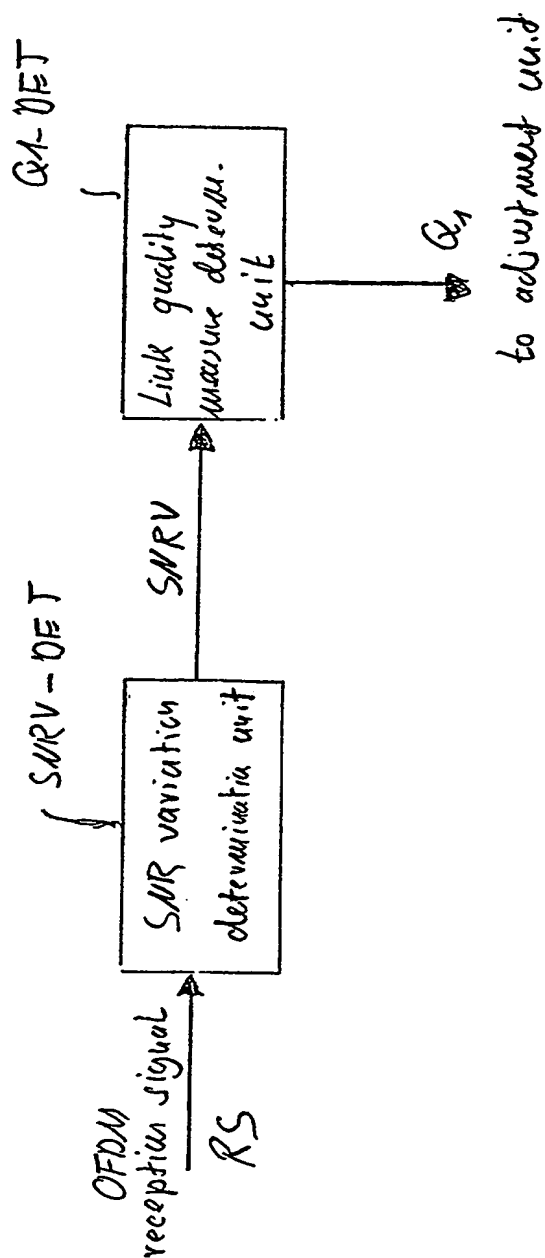 OFDM
reception signal
RS
SNRV-DET
SNR variation
determination unit
SNRV
Q1-DET
Link quality
measure determ.
unit
Q1
to adjustment unit